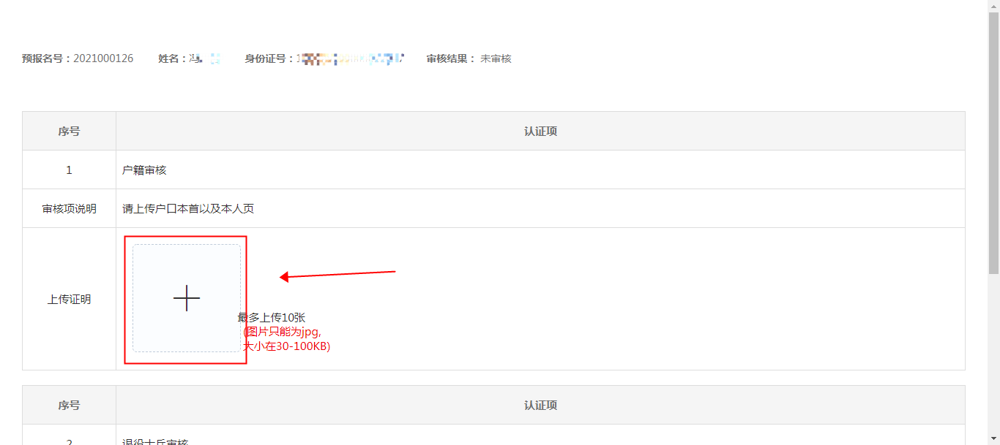 预报名号：2021000126 姓名：冯 身份证号：1 审核结果： 未审核
序号 认证项
1 户籍审核
审核项说明 请上传户口本首以及本人页
上传证明
最多上传10张
(图片只能为jpg,
大小在30-100KB)
序号 认证项
2 退役士兵审核